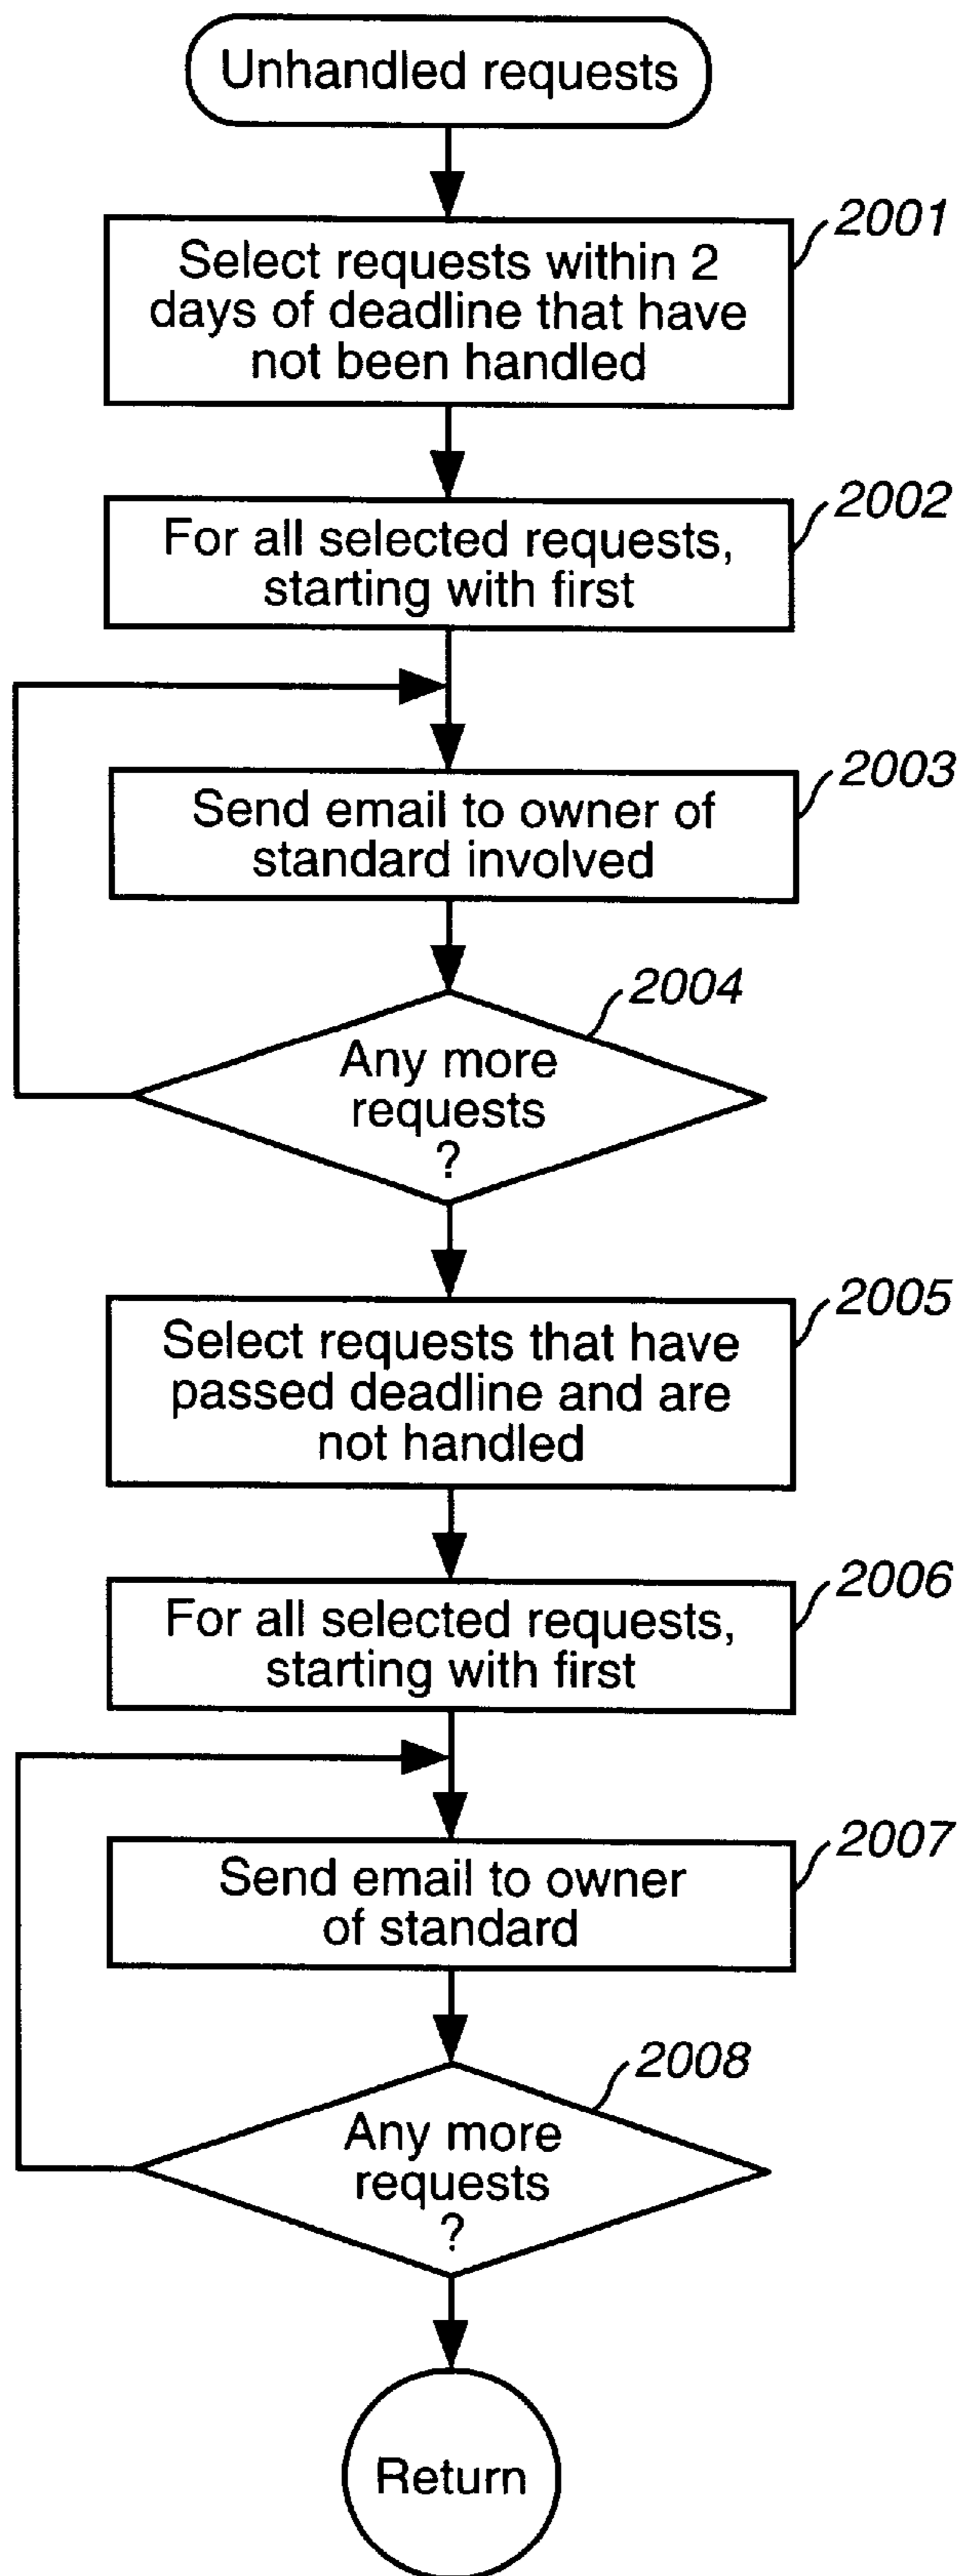 Unhandled requests
2001
Select requests within 2
days of deadline that have
not been handled
2002
For all selected requests,
starting with first
2003
Send email to owner of
standard involved
2004
Any more
requests
?
2005
Select requests that have
passed deadline and are
not handled
2006
For all selected requests,
starting with first
2007
Send email to owner
of standard
2008
Any more
requests
?
Return